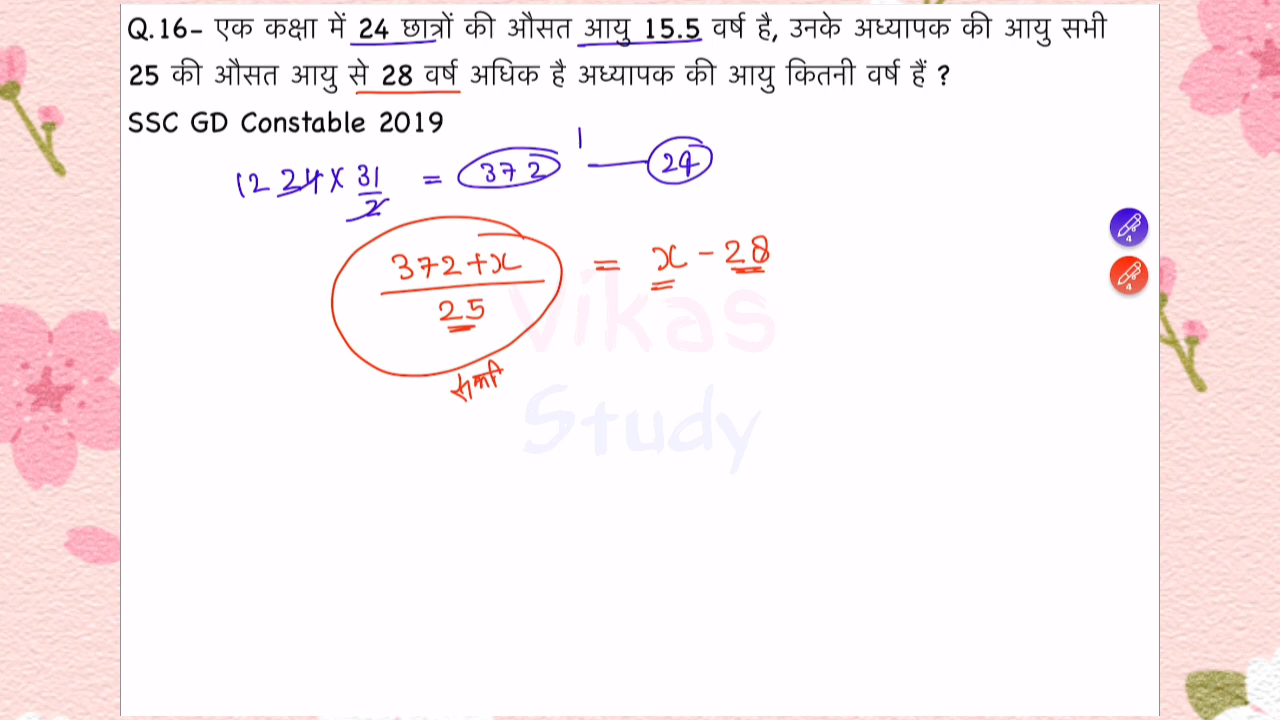 Q.16- एक कक्षा में 24 छात्रों की औसत आयु 15.5 वर्ष है, उनके अध्यापक की आयु सभी
25 की औसत आयु से 28 वर्ष अधिक है अध्यापक की आयु कितनी वर्ष हैं ?
SSC GD Constable 2019
12 24 × 31/2 = 372 — 24
372+x/25 = x - 28
सभी
Vikas
Study
4
4